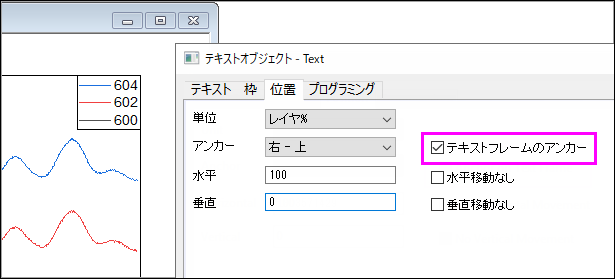 604
602
600
テキストオブジェクト - Text
テキスト 枠 位置 プログラミング
単位 レイヤ%
アンカー 右 - 上 テキストフレームのアンカー
水平 100 水平移動なし
垂直 0 垂直移動なし